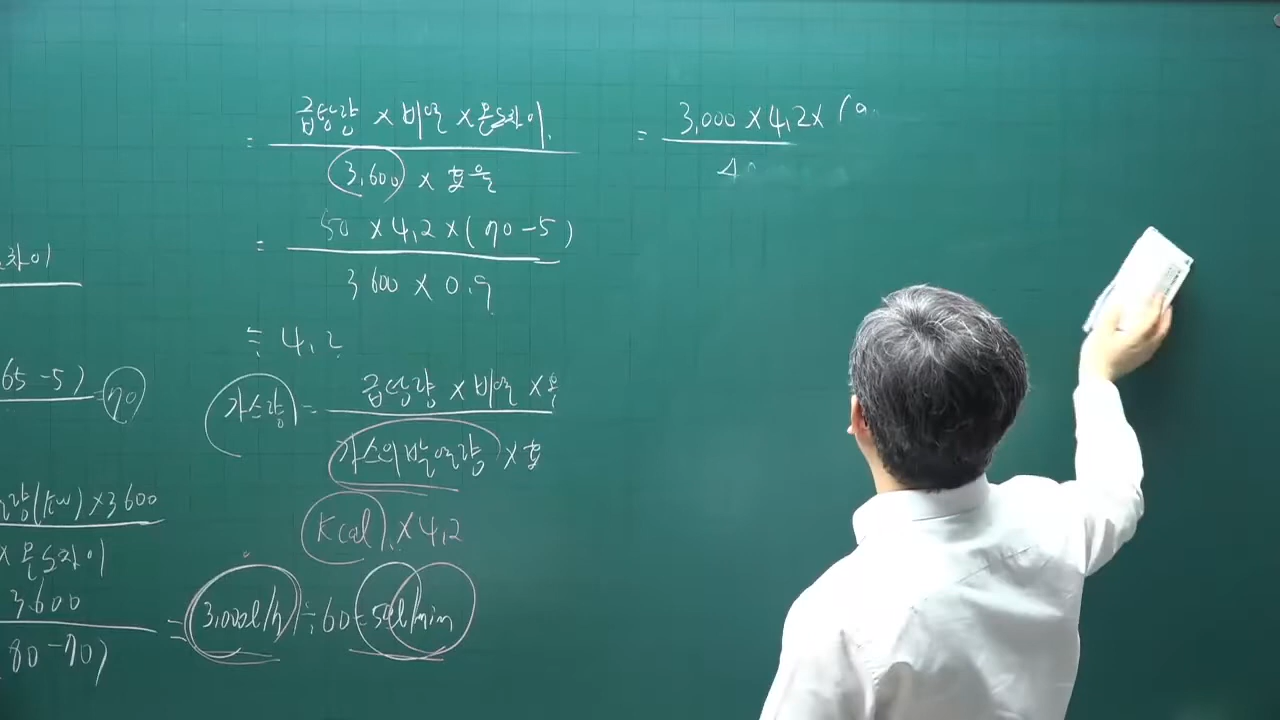 차이
65-5) =70
량(kW)×3600
×온도차이
3.600
80-70)
= 급탕량 × 비열 × 온도차이.
3,600 × 효율
= 50 × 4,2 × (70-5)
3600 × 0.9
≒ 4,2
가스량 = 급탕량 × 비열 × 온
가스의 발열량 × 효
kcal ×4,2
= 3,000l/h ÷ 60 = 50l/min
= 3,000 × 4,2 × (
40